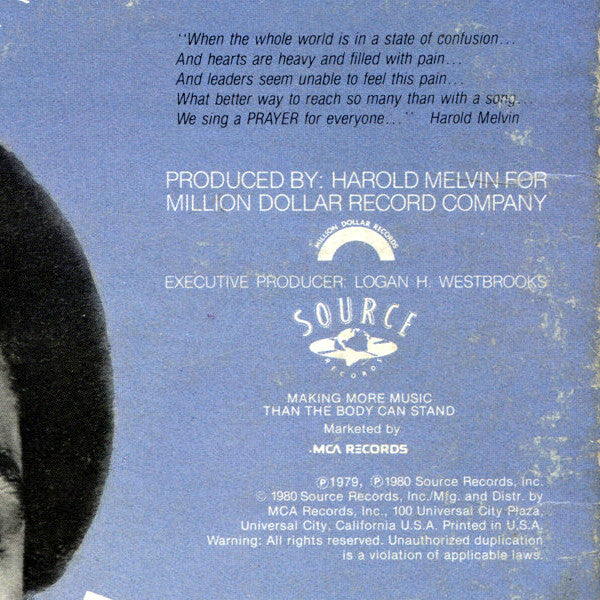 "When the whole world is in a state of confusion...
And hearts are heavy and filled with pain...
And leaders seem unable to feel this pain...
What better way to reach so many than with a song...
We sing a PRAYER for everyone..." Harold Melvin
PRODUCED BY: HAROLD MELVIN FOR
MILLION DOLLAR RECORD COMPANY
MILLION DOLLAR RECORDS
EXECUTIVE PRODUCER: LOGAN H. WESTBROOKS
SOURCE
RECORDS
MAKING MORE MUSIC
THAN THE BODY CAN STAND
Marketed by
MCA RECORDS
℗1979, ℗1980 Source Records, Inc.
© 1980 Source Records, Inc./Mfg. and Distr. by
MCA Records, Inc., 100 Universal City Plaza,
Universal City, California U.S.A. Printed in U.S.A.
Warning: All rights reserved. Unauthorized duplication
is a violation of applicable laws.